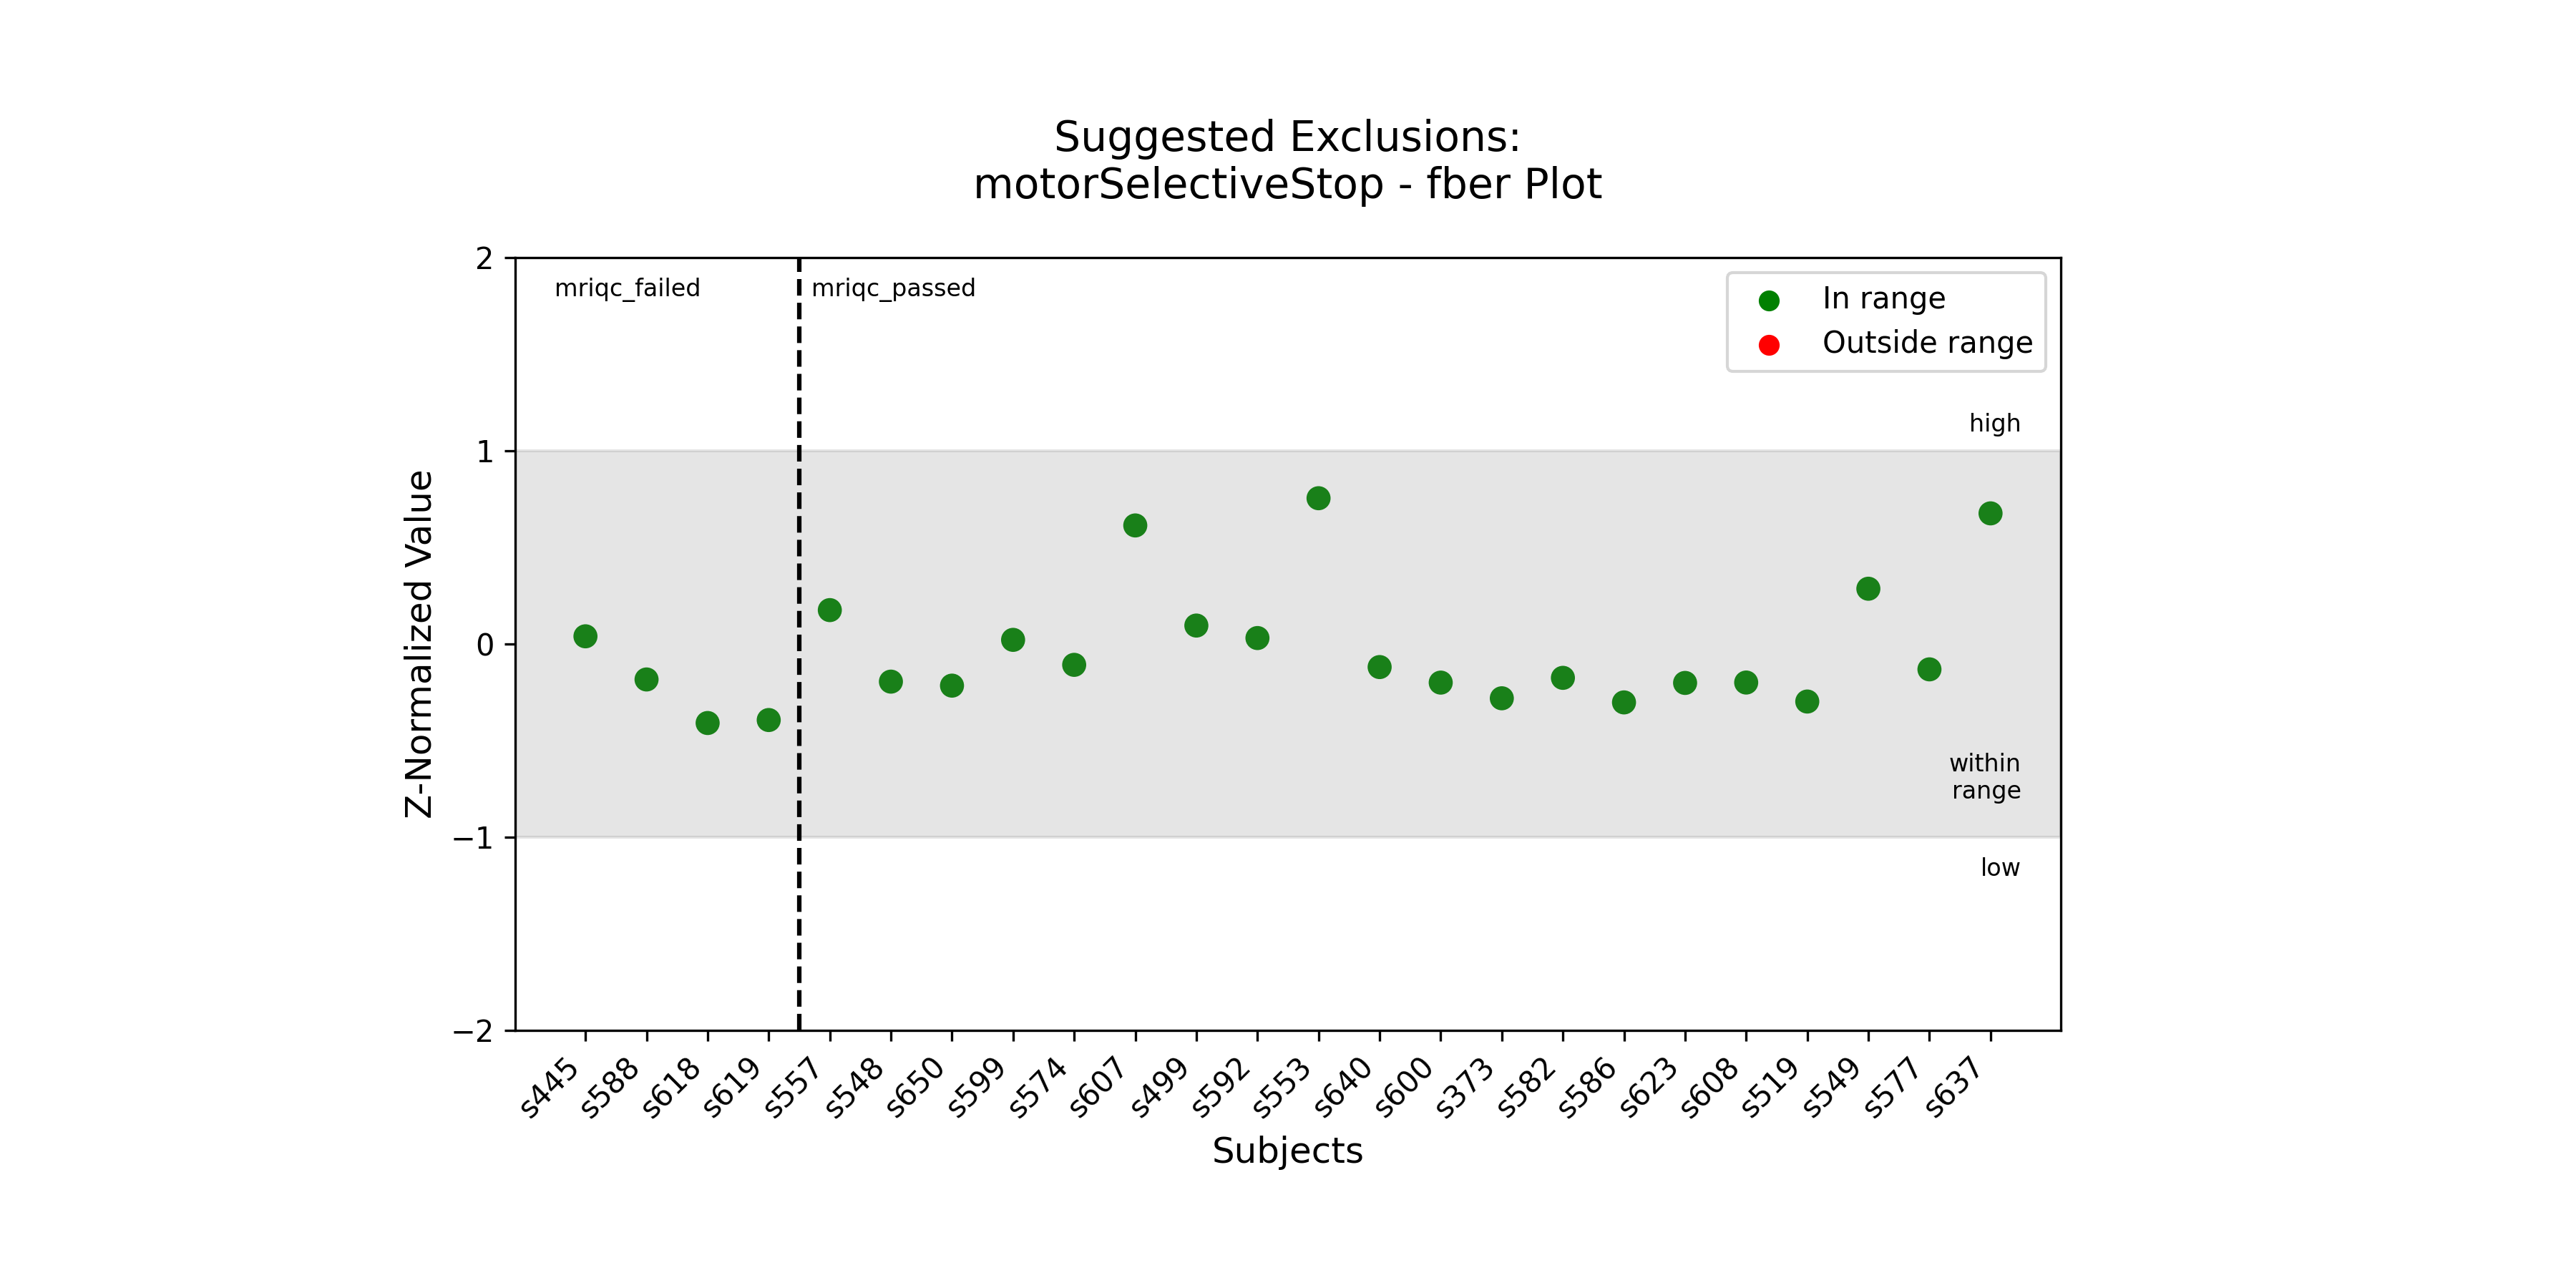 Suggested Exclusions:
motorSelectiveStop - fber Plot
mriqc_failed
mriqc_passed
In range
Outside range
high
within
range
low
Z-Normalized Value
2
1
0
−1
−2
s445
s588
s618
s619
s557
s548
s650
s599
s574
s607
s499
s592
s553
s640
s600
s373
s582
s586
s623
s608
s519
s549
s577
s637
Subjects